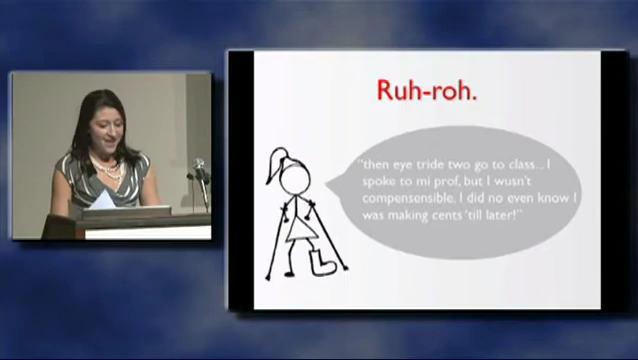 Ruh-roh.
"then eye tride two go to class... I
spoke to mi prof, but I wusn't
compensensible. I did no even know I
was making cents 'till later!"